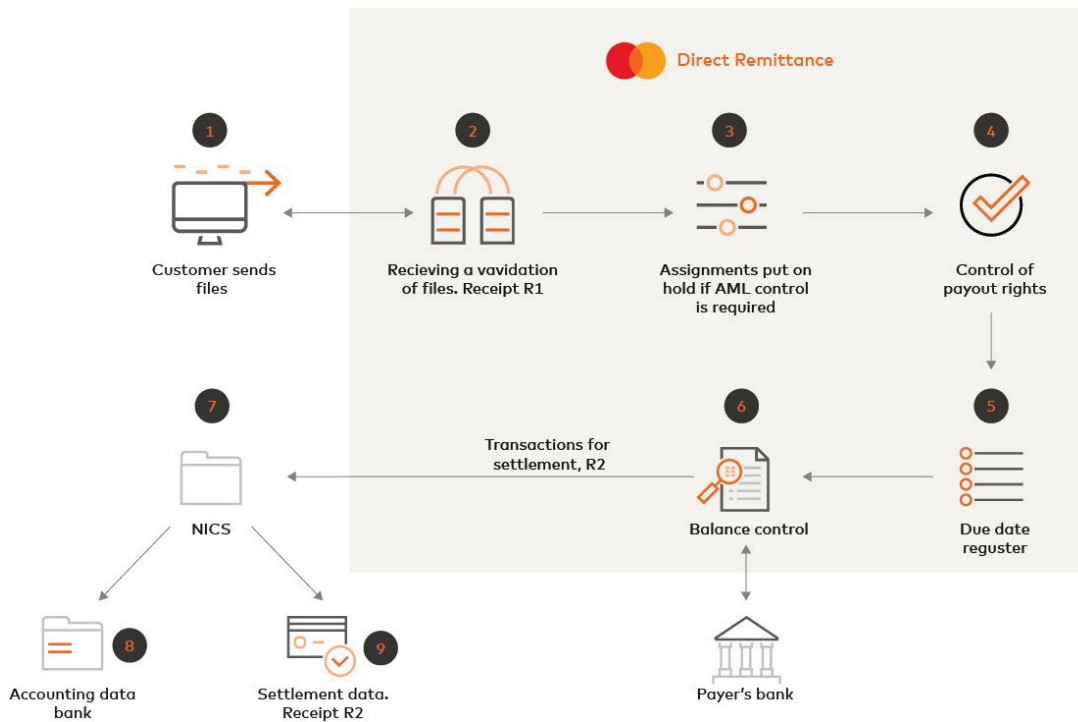 Direct Remittance
1
2
3
4
Customer sends
files
Recieving a vavidation
of files. Receipt R1
Assignments put on
hold if AML control
is required
Control of
payout rights
7
6
5
Transactions for
settlement, R2
NICS
Balance control
Due date
reguster
8
9
Accounting data
bank
Settlement data.
Receipt R2
Payer's bank